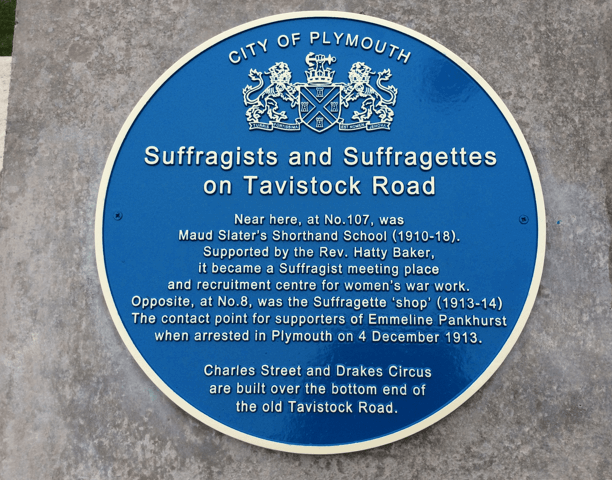 CITY OF PLYMOUTH
Suffragists and Suffragettes
on Tavistock Road
Near here, at No.107, was
Maud Slater's Shorthand School (1910-18).
Supported by the Rev. Hatty Baker,
it became a Suffragist meeting place
and recruitment centre for women's war work.
Opposite, at No.8, was the Suffragette 'shop' (1913-14)
The contact point for supporters of Emmeline Pankhurst
when arrested in Plymouth on 4 December 1913.
Charles Street and Drakes Circus
are built over the bottom end of
the old Tavistock Road.